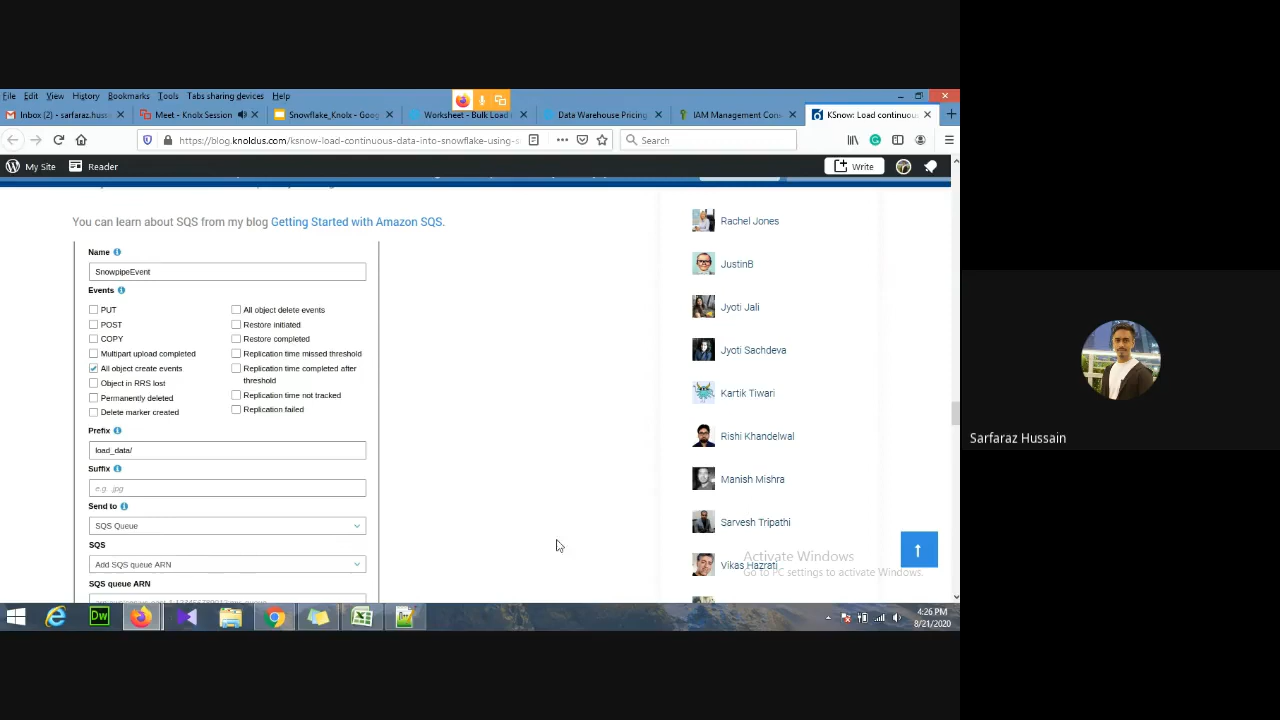 File Edit View History Bookmarks Tools Tabs sharing devices Help
Inbox (2) - sarfaraz.huss
Meet - Knolx Session
Snowflake_Knolx - Goog
Worksheet - Bulk Load i
Data Warehouse Pricing
IAM Management Con
KSnow: Load continuou
https://blog.knoldus.com/ksnow-load-continuous-data-into-snowflake-using-s
Search
My Site
Reader
Write
You can learn about SQS from my blog Getting Started with Amazon SQS.
Name
SnowpipeEvent
Events
PUT
All object delete events
POST
Restore initiated
COPY
Restore completed
Multipart upload completed
Replication time missed threshold
All object create events
Replication time completed after
threshold
Object in RRS lost
Permanently deleted
Replication time not tracked
Delete marker created
Replication failed
Prefix
load_data/
Suffix
e.g. .jpg
Send to
SQS Queue
SQS
Add SQS queue ARN
SQS queue ARN
Rachel Jones
JustinB
Jyoti Jali
Jyoti Sachdeva
Kartik Tiwari
Rishi Khandelwal
Manish Mishra
Sarvesh Tripathi
Vikas Hazrati
Activate Windows
Go to PC settings to activate Windows.
Dw
4:26 PM
8/21/2020
Sarfaraz Hussain